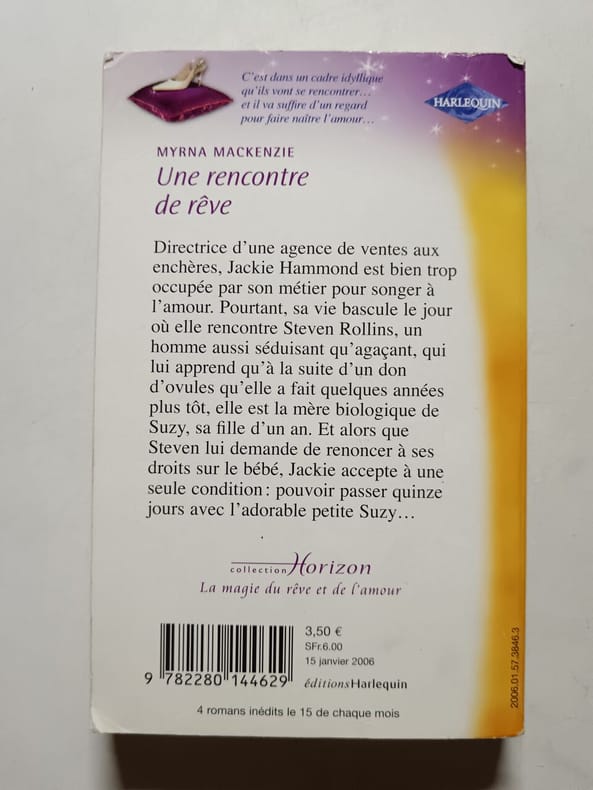 C'est dans un cadre idyllique
qu'ils vont se rencontrer…
et il va suffire d'un regard
pour faire naître l'amour…
HARLEQUIN
MYRNA MACKENZIE
Une rencontre
de rêve
Directrice d'une agence de ventes aux
enchères, Jackie Hammond est bien trop
occupée par son métier pour songer à
l'amour. Pourtant, sa vie bascule le jour
où elle rencontre Steven Rollins, un
homme aussi séduisant qu'agaçant, qui
lui apprend qu'à la suite d'un don
d'ovules qu'elle a fait quelques années
plus tôt, elle est la mère biologique de
Suzy, sa fille d'un an. Et alors que
Steven lui demande de renoncer à ses
droits sur le bébé, Jackie accepte à une
seule condition : pouvoir passer quinze
jours avec l'adorable petite Suzy…
collection Horizon
La magie du rêve et de l'amour
3,50 €
SFr.6.00
15 janvier 2006
9 782280 144629
éditionsHarlequin
4 romans inédits le 15 de chaque mois
2006.01.57.3846.3